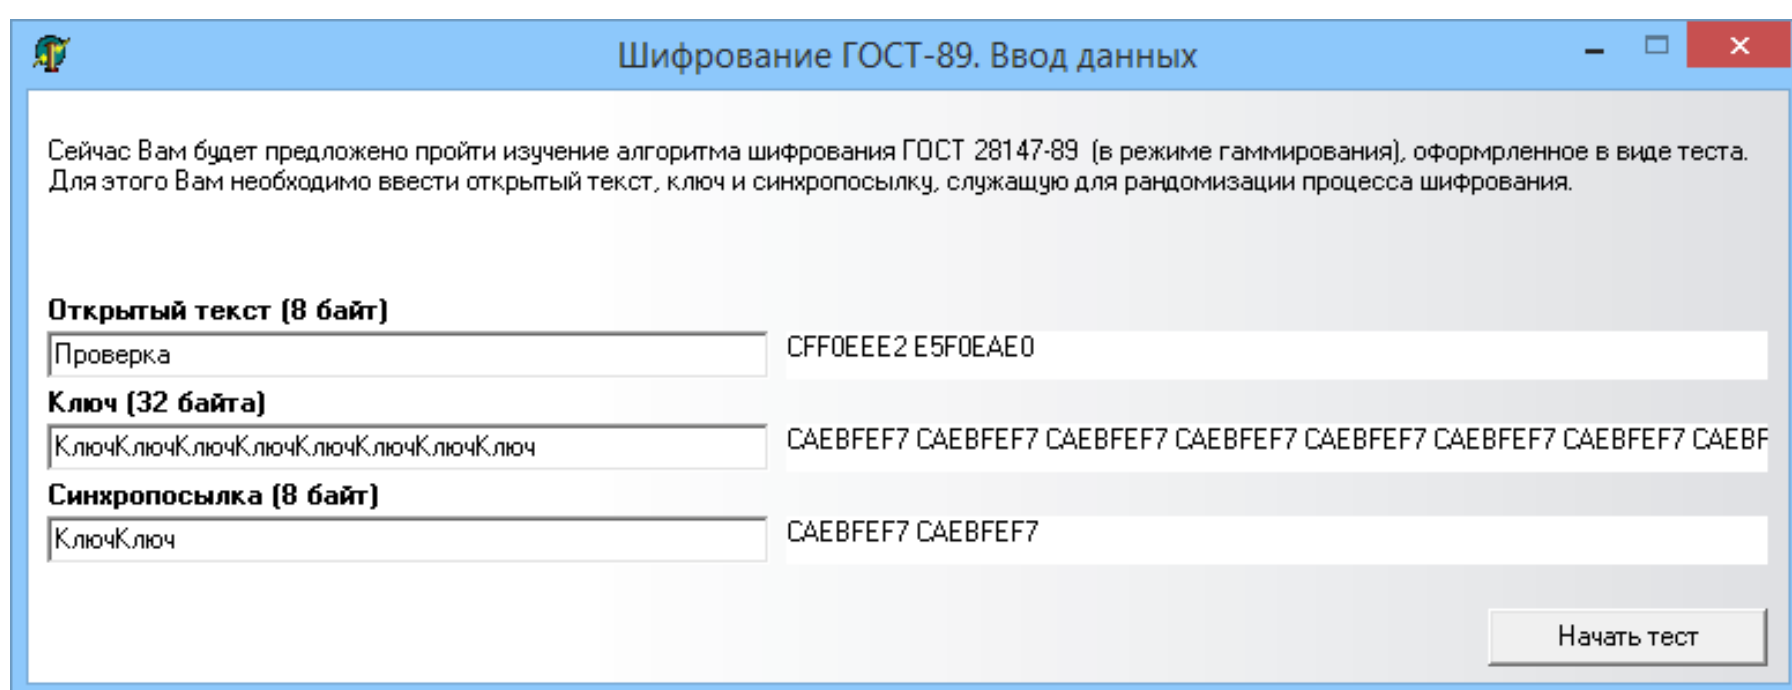 Шифрование ГОСТ-89. Ввод данных
Сейчас Вам будет предложено пройти изучение алгоритма шифрования ГОСТ 28147-89 (в режиме гаммирования), оформрленное в виде теста.
Для этого Вам необходимо ввести открытый текст, ключ и синхропосылку, служащую для рандомизации процесса шифрования.
Открытый текст (8 байт)
Проверка CFF0EEE2 E5F0EAE0
Ключ (32 байта)
КлючКлючКлючКлючКлючКлючКлючКлюч CAEBFEF7 CAEBFEF7 CAEBFEF7 CAEBFEF7 CAEBFEF7 CAEBFEF7 CAEBFEF7 CAEBF
Синхропосылка (8 байт)
КлючКлюч CAEBFEF7 CAEBFEF7
Начать тест